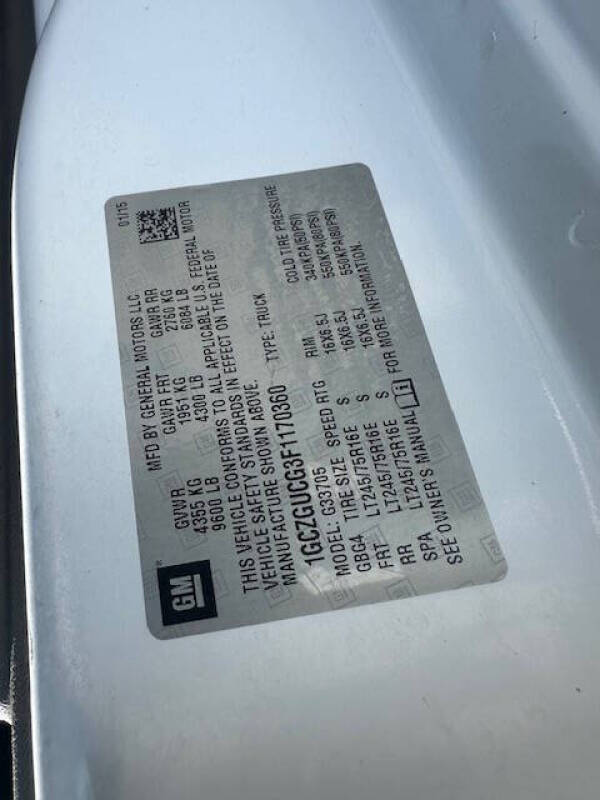 GM
®
MFD BY GENERAL MOTORS LLC 01/15
GVWR GAWR FRT GAWR RR
4355 KG 1951 KG 2760 KG
9600 LB 4300 LB 6084 LB
THIS VEHICLE CONFORMS TO ALL APPLICABLE U.S. FEDERAL MOTOR
VEHICLE SAFETY STANDARDS IN EFFECT ON THE DATE OF
MANUFACTURE SHOWN ABOVE.
1GCZGUCG3F1170360 TYPE: TRUCK
MODEL: G33705
GBG4 TIRE SIZE SPEED RTG RIM COLD TIRE PRESSURE
FRT LT245/75R16E S 16X6.5J 340KPA(50PSI)
RR LT245/75R16E S 16X6.5J 550KPA(80PSI)
SPA LT245/75R16E S 16X6.5J 550KPA(80PSI)
SEE OWNER'S MANUAL FOR MORE INFORMATION.